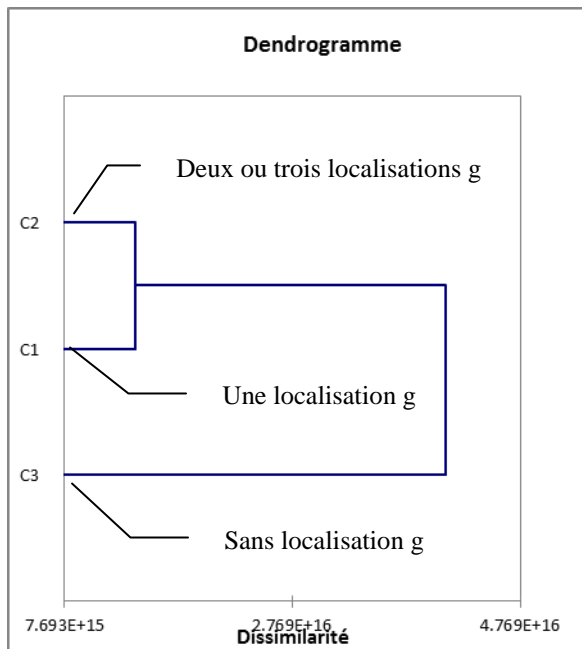 Dendrogramme
Deux ou trois localisations g
C2
C1
Une localisation g
C3
Sans localisation g
7.693E+15 2.769E+16 4.769E+16
Dissimilarité